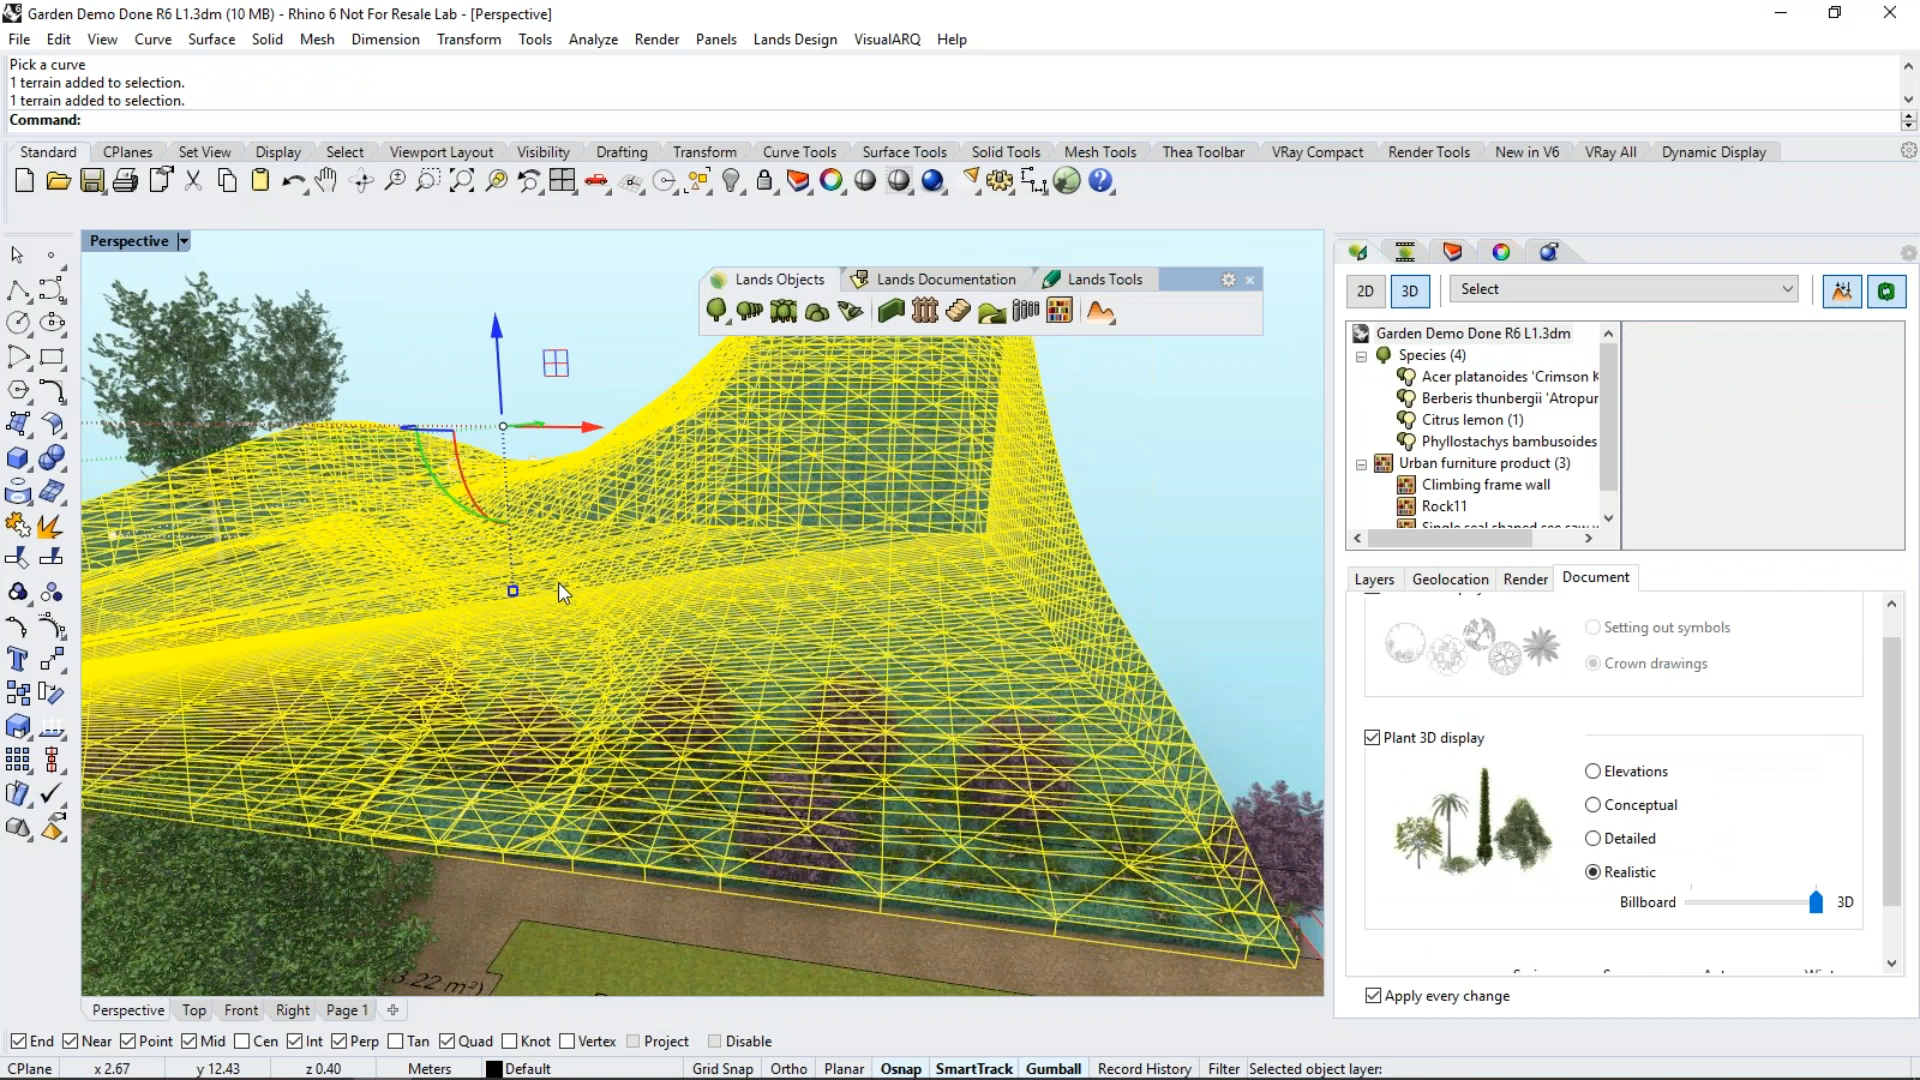 Garden Demo Done R6 L1.3dm (10 MB) - Rhino 6 Not For Resale Lab - [Perspective]
File Edit View Curve Surface Solid Mesh Dimension Transform Tools Analyze Render Panels Lands Design VisualARQ Help
Pick a curve
1 terrain added to selection.
1 terrain added to selection.
Command:
Standard CPlanes Set View Display Select Viewport Layout Visibility Drafting Transform Curve Tools Surface Tools Solid Tools Mesh Tools Thea Toolbar VRay Compact Render Tools New in V6 VRay All Dynamic Display
Perspective
Lands Objects Lands Documentation Lands Tools
2D 3D Select
Garden Demo Done R6 L1.3dm
Species (4)
Acer platanoides 'Crimson K
Berberis thunbergii 'Atropur
Citrus lemon (1)
Phyllostachys bambusoides
Urban furniture product (3)
Climbing frame wall
Rock11
Layers Geolocation Render Document
Setting out symbols
Crown drawings
Plant 3D display
Elevations
Conceptual
Detailed
Realistic
Billboard 3D
Apply every change
3.22 m²)
Perspective Top Front Right Page 1
End Near Point Mid Cen Int Perp Tan Quad Knot Vertex Project Disable
CPlane x 2.67 y 12.43 z 0.40 Meters Default Grid Snap Ortho Planar Osnap SmartTrack Gumball Record History Filter Selected object layer: